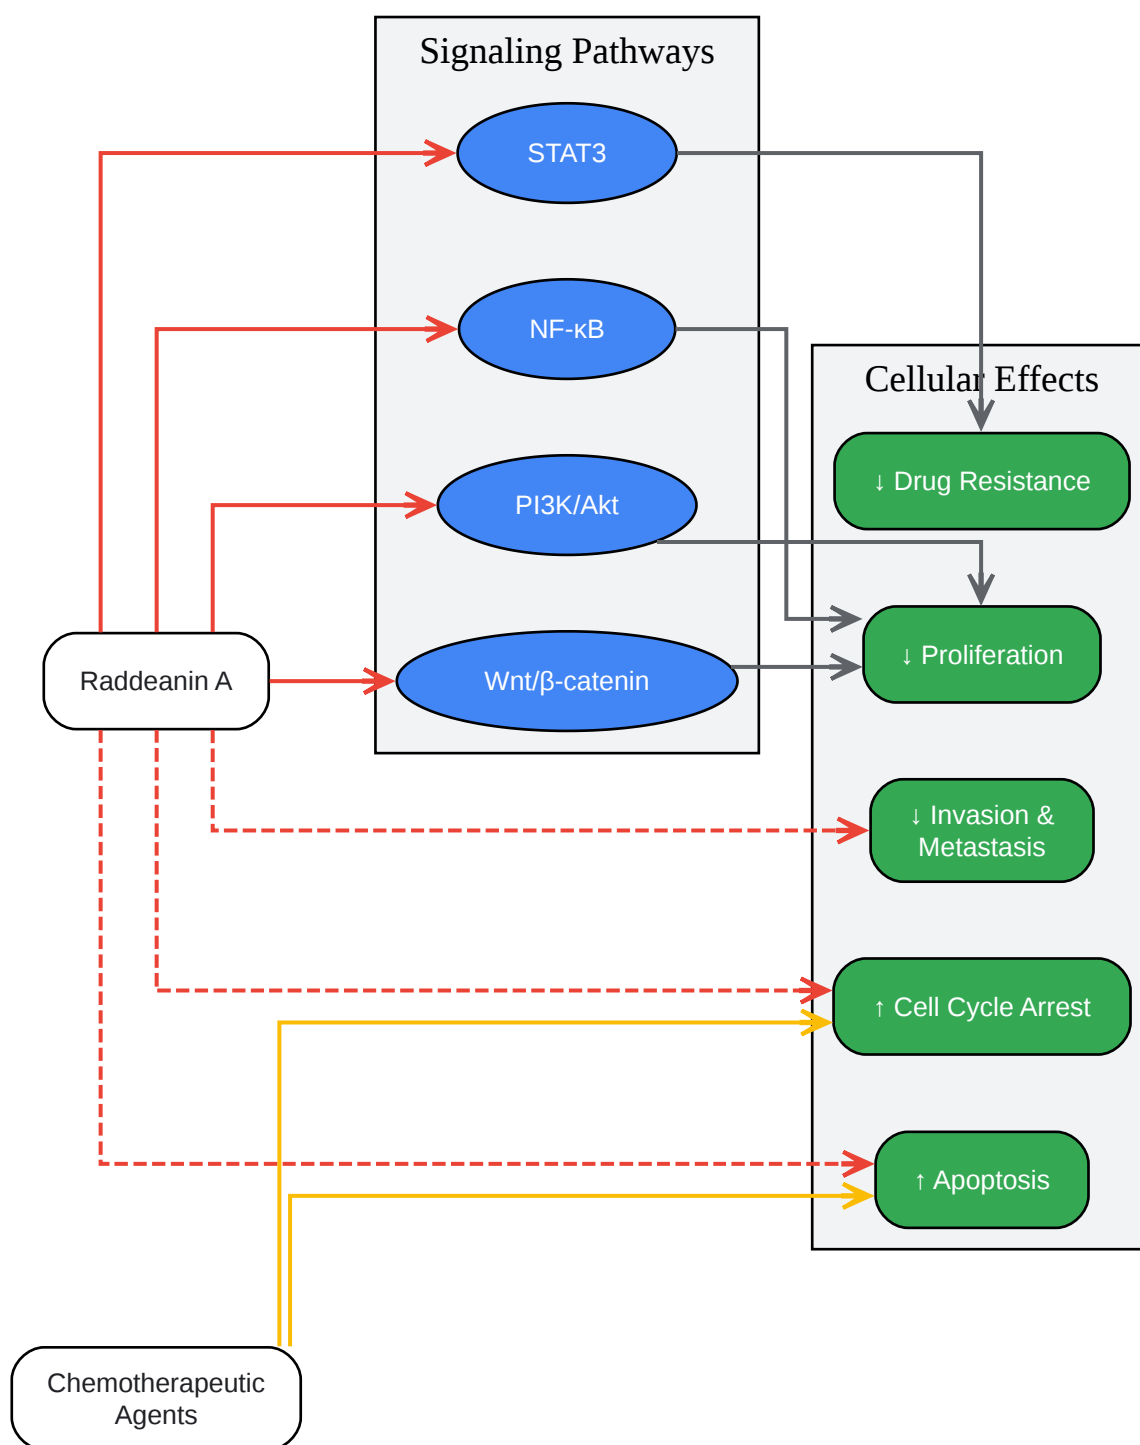 Signaling Pathways
STAT3
NF-κB
PI3K/Akt
Wnt/β-catenin
Raddeanin A
Cellular Effects
↓ Drug Resistance
↓ Proliferation
↓ Invasion &
Metastasis
↑ Cell Cycle Arrest
↑ Apoptosis
Chemotherapeutic
Agents